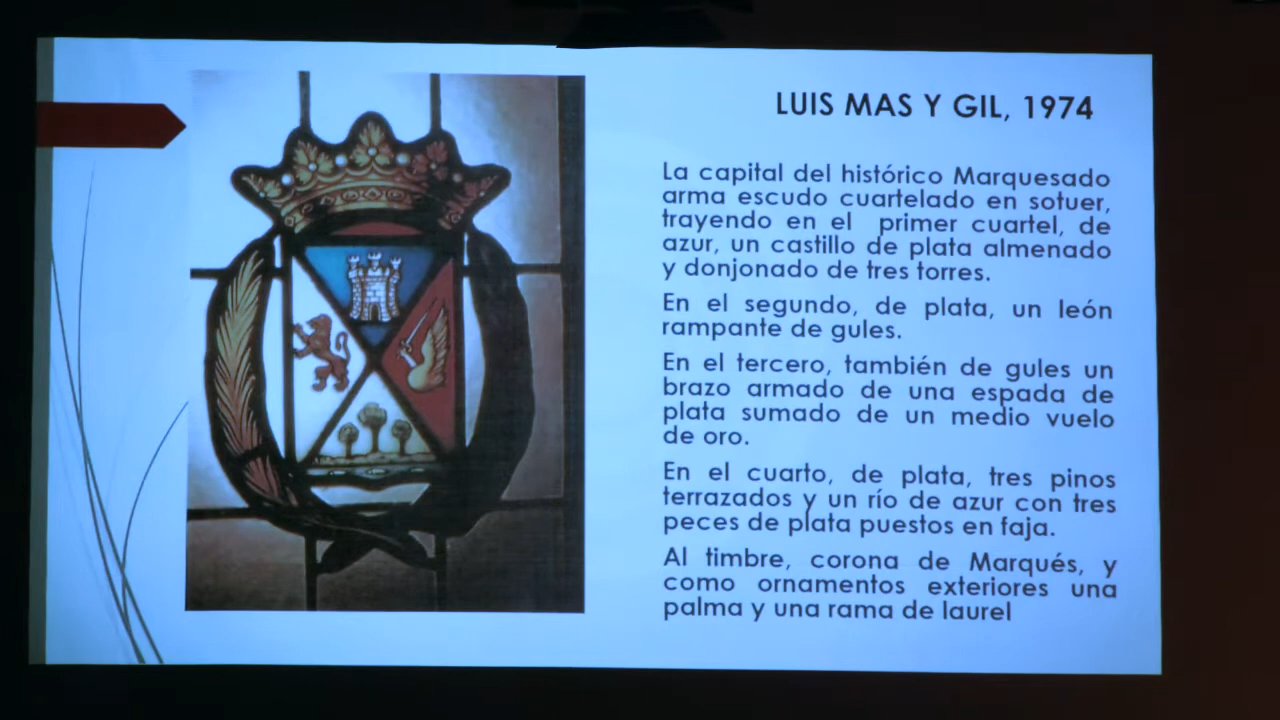 LUIS MAS Y GIL, 1974
La capital del histórico Marquesado
arma escudo cuartelado en sotuer,
trayendo en el primer cuartel, de
azur, un castillo de plata almenado
y donjonado de tres torres.
En el segundo, de plata, un león
rampante de gules.
En el tercero, también de gules un
brazo armado de una espada de
plata sumado de un medio vuelo
de oro.
En el cuarto, de plata, tres pinos
terrazados y un río de azur con tres
peces de plata puestos en faja.
Al timbre, corona de Marqués, y
como ornamentos exteriores una
palma y una rama de laurel